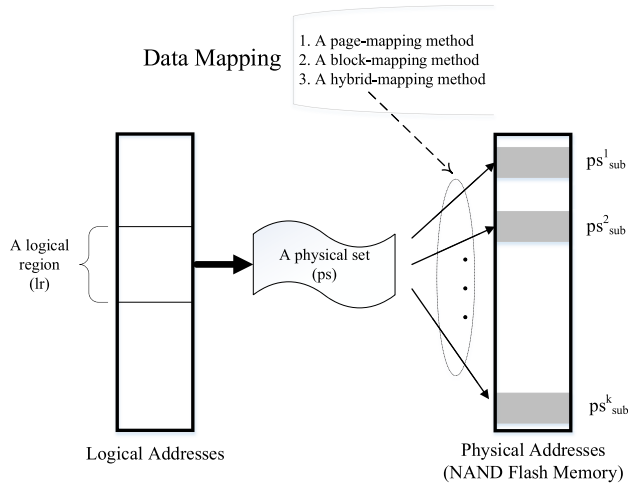 Data Mapping
1. A page-mapping method
2. A block-mapping method
3. A hybrid-mapping method
A logical
region
(lr)
A physical set
(ps)
ps¹sub
ps²sub
psᵏsub
Logical Addresses
Physical Addresses
(NAND Flash Memory)